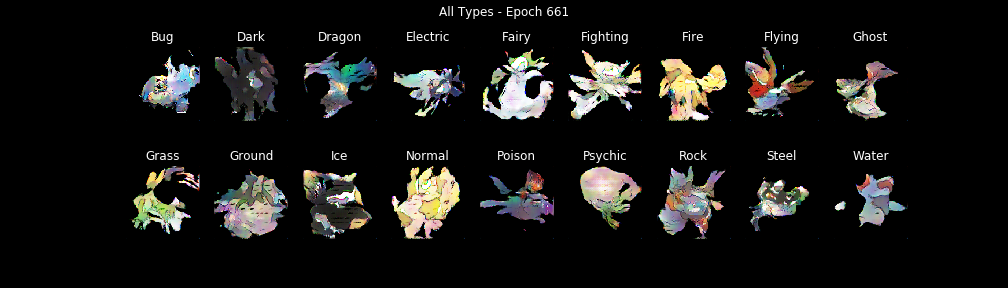 All Types - Epoch 661
Bug Dark Dragon Electric Fairy Fighting Fire Flying Ghost
Grass Ground Ice Normal Poison Psychic Rock Steel Water